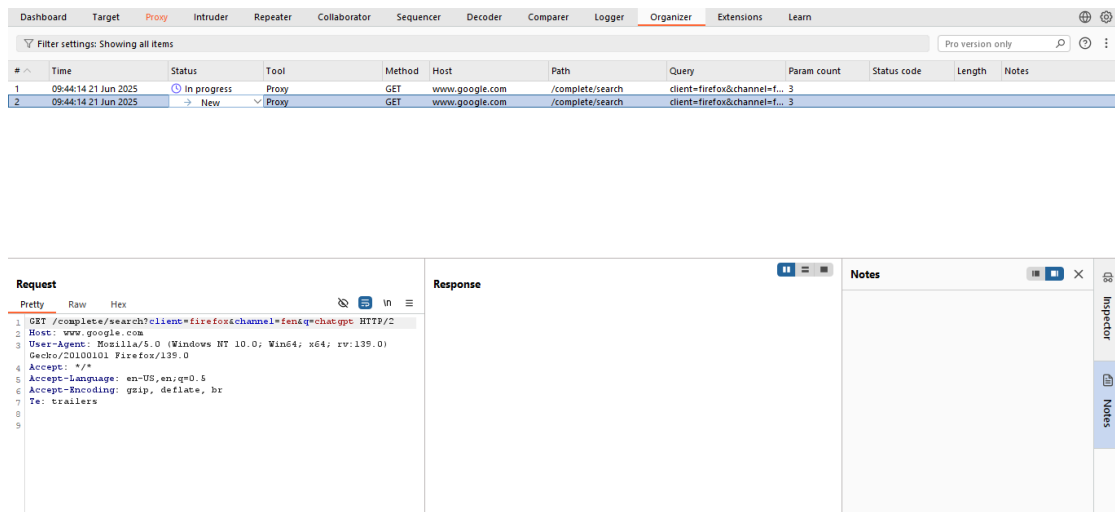 Dashboard Target Proxy Intruder Repeater Collaborator Sequencer Decoder Comparer Logger Organizer Extensions Learn
Filter settings: Showing all items
Pro version only
# Time Status Tool Method Host Path Query Param count Status code Length Notes
1 09:44:14 21 Jun 2025 In progress Proxy GET www.google.com /complete/search client=firefox&channel=f... 3
2 09:44:14 21 Jun 2025 → New Proxy GET www.google.com /complete/search client=firefox&channel=f... 3
Request
Pretty Raw Hex
\n
1 GET /complete/search?client=firefox&channel=fen&q=chatgpt HTTP/2
2 Host: www.google.com
3 User-Agent: Mozilla/5.0 (Windows NT 10.0; Win64; x64; rv:139.0)
Gecko/20100101 Firefox/139.0
4 Accept: */*
5 Accept-Language: en-US,en;q=0.5
6 Accept-Encoding: gzip, deflate, br
7 Te: trailers
8
9
Response
Notes
Inspector
Notes